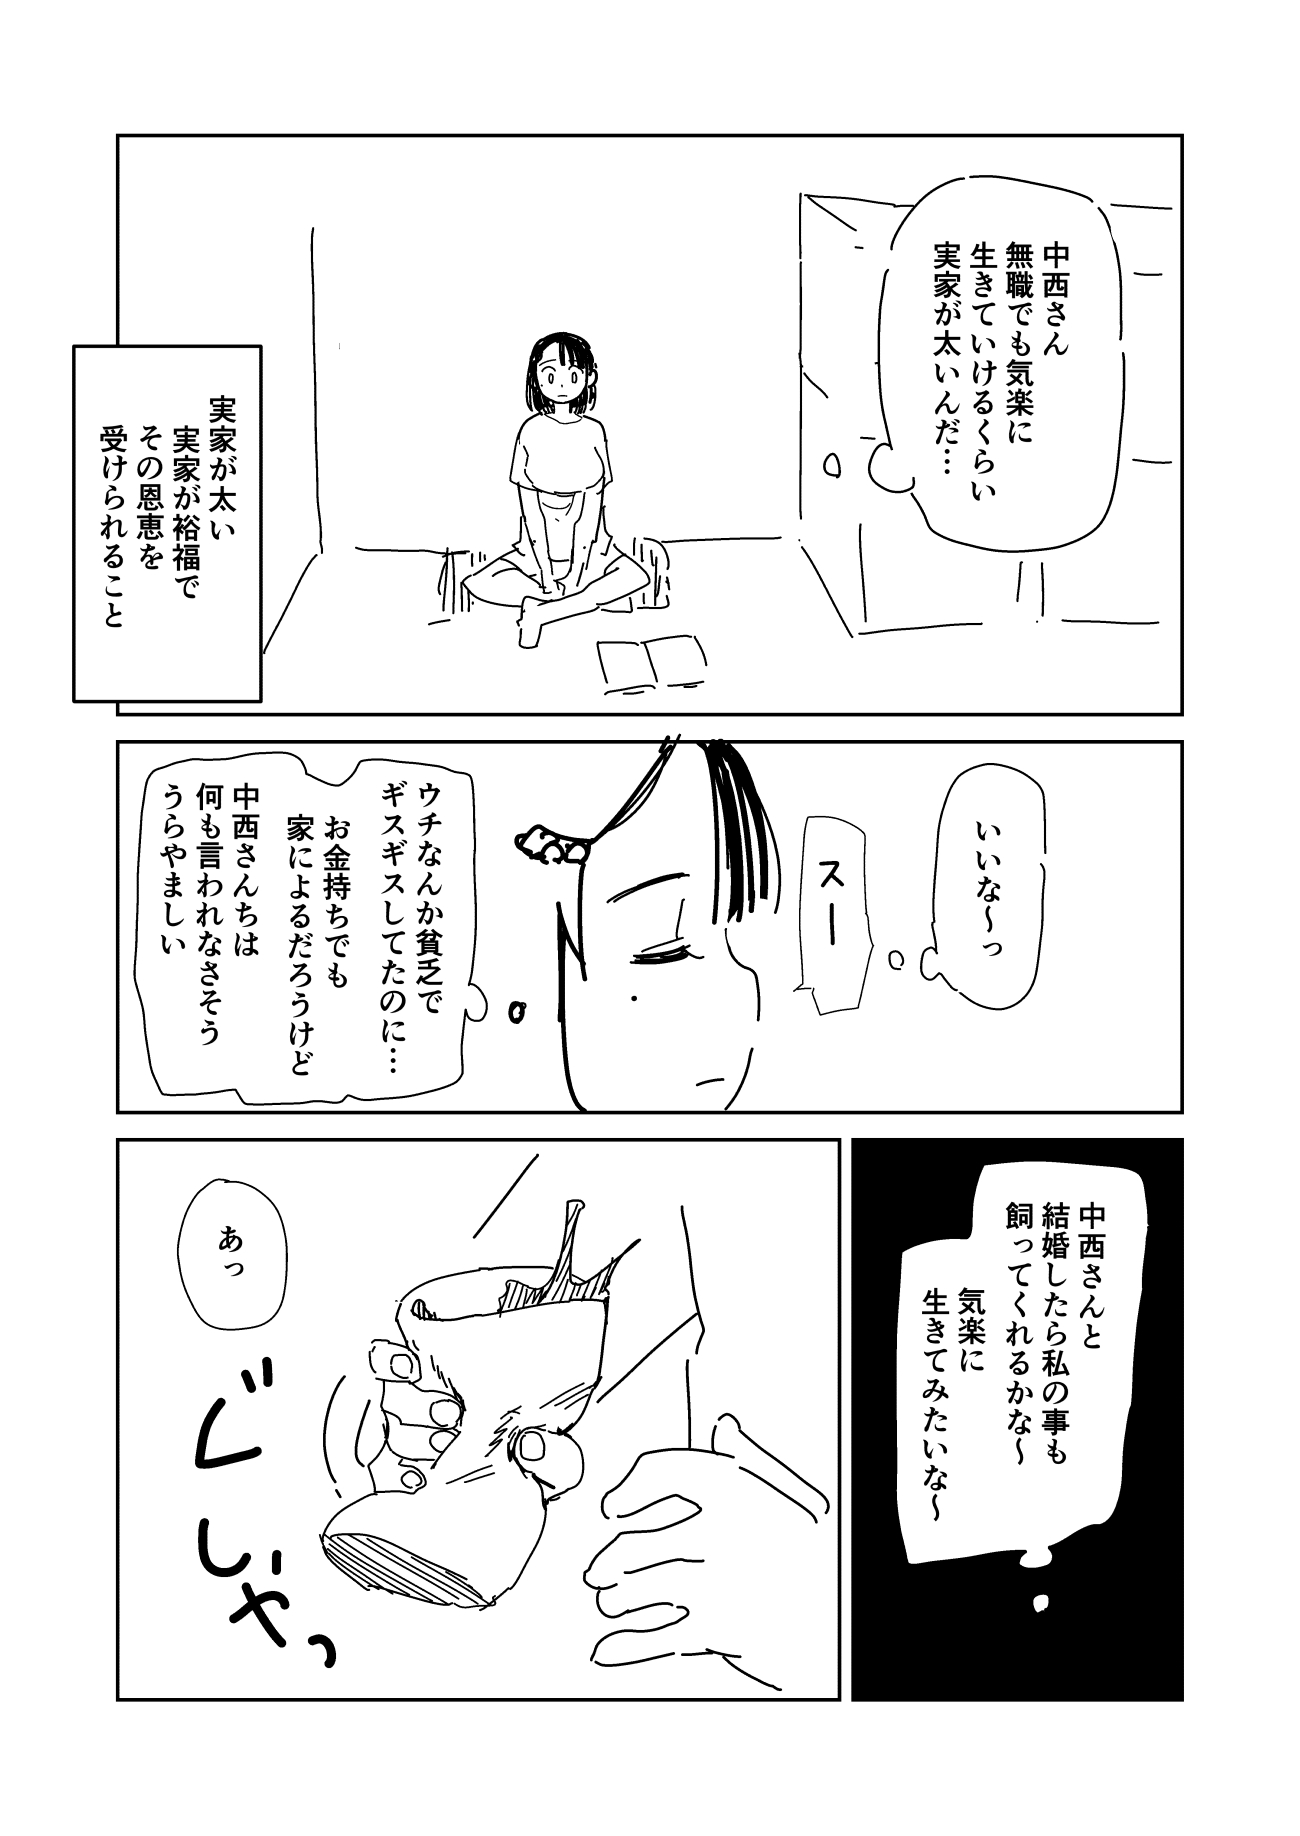 中西さん
無職でも気楽に
生きていけるくらい
実家が太いんだ…
実家が太い
実家が裕福で
その恩恵を
受けられること
いいな～っ
スー
ウチなんか貧乏で
ギスギスしてたのに…
お金持ちでも
家によるだろうけど
中西さんちは
何も言われなさそう
うらやましい
中西さんと
結婚したら私の事も
飼ってくれるかな～
気楽に
生きてみたいな～
あっ
ぐしゃっ